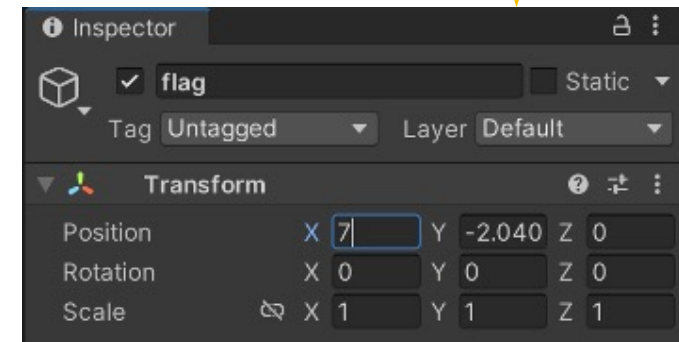 Inspector
flag Static
Tag Untagged Layer Default
Transform
Position X 7 Y -2.040 Z 0
Rotation X 0 Y 0 Z 0
Scale X 1 Y 1 Z 1